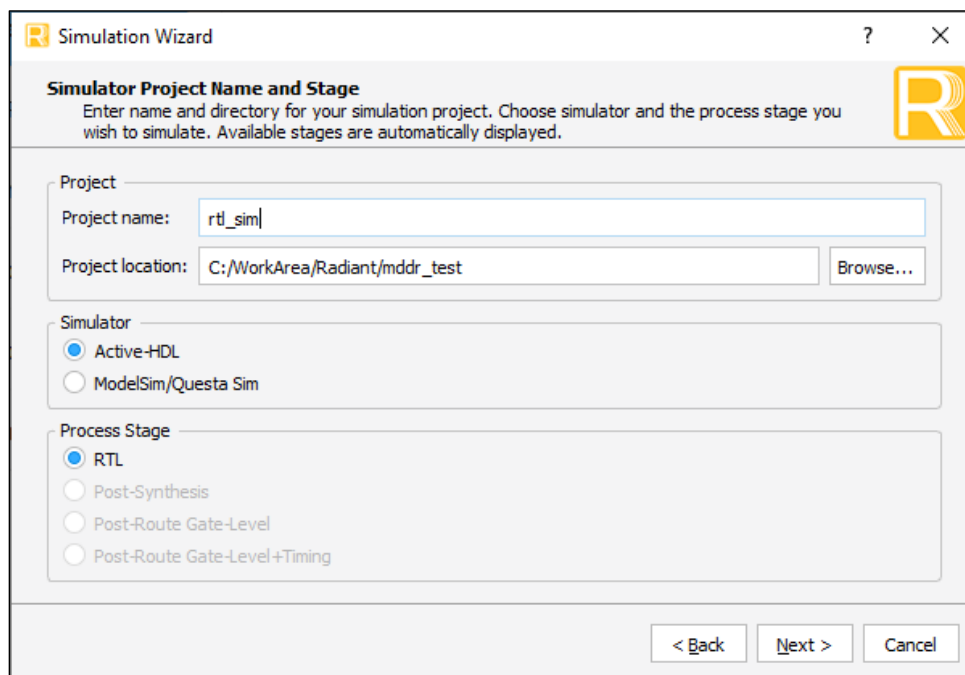 Simulation Wizard
Simulator Project Name and Stage
Enter name and directory for your simulation project. Choose simulator and the process stage you
wish to simulate. Available stages are automatically displayed.
Project
Project name: rtl_sim
Project location: C:/WorkArea/Radiant/mddr_test Browse...
Simulator
Active-HDL
ModelSim/Questa Sim
Process Stage
RTL
Post-Synthesis
Post-Route Gate-Level
Post-Route Gate-Level+Timing
< Back Next > Cancel